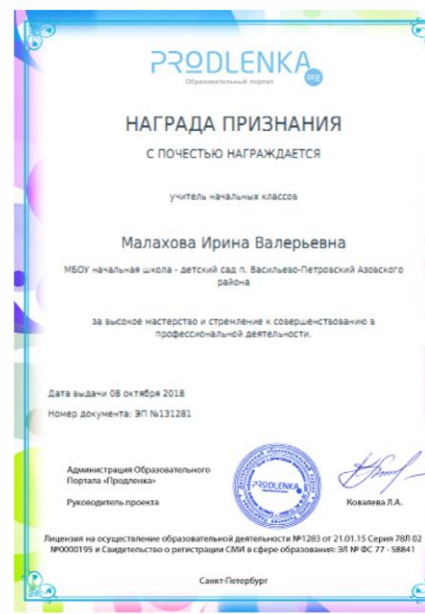 PRODLENKA
.org
Образовательный портал
НАГРАДА ПРИЗНАНИЯ
С ПОЧЕСТЬЮ НАГРАЖДАЕТСЯ
учитель начальных классов
Малахова Ирина Валерьевна
МБОУ начальная школа - детский сад п. Васильево-Петровский Азовского
района
за высокое мастерство и стремление к совершенствованию в
профессиональной деятельности.
Дата выдачи 08 октября 2018
Номер документа: ЭП №131281
Администрация Образовательного
Портала «Продленка»
Руководитель проекта
PRODLENKA
Ковалева Л.А.
Лицензия на осуществление образовательной деятельности №1283 от 21.01.15 Серия 78Л 02
№0000195 и Свидетельство о регистрации СМИ в сфере образования: ЭЛ № ФС 77 - 58841
Санкт-Петербург